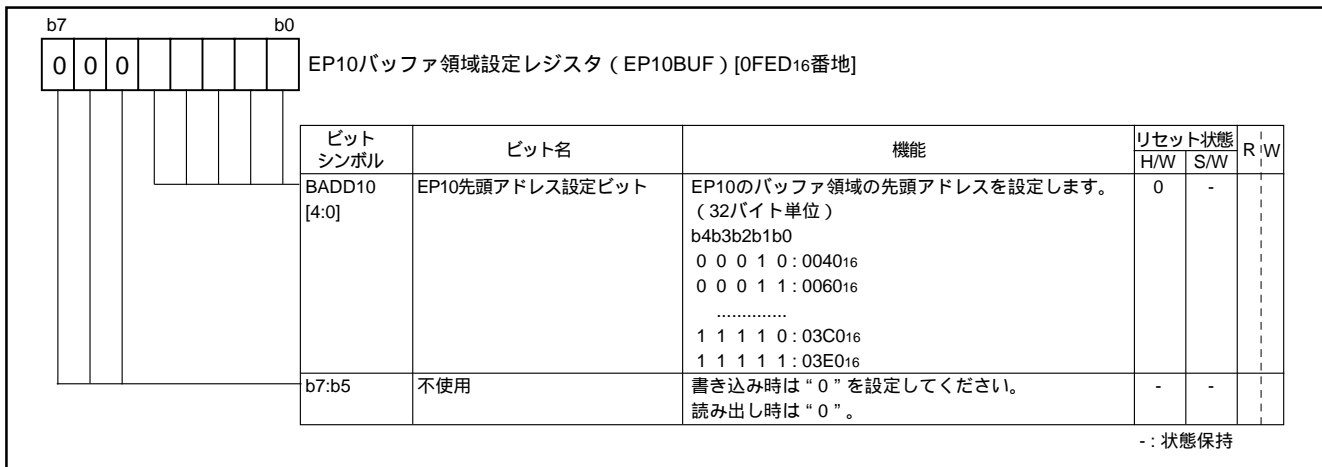 b7 b0
0 0 0 EP10バッファ領域設定レジスタ（EP10BUF）[0FED16番地]
ビットシンボル ビット名 機能 リセット状態 R W
H/W S/W
BADD10 EP10先頭アドレス設定ビット EP10のバッファ領域の先頭アドレスを設定します。 0 -
[4:0] （32バイト単位）
b4b3b2b1b0
0 0 0 1 0 : 004016
0 0 0 1 1 : 006016
..............
1 1 1 1 0 : 03C016
1 1 1 1 1 : 03E016
b7:b5 不使用 書き込み時は“0”を設定してください。 - -
読み出し時は“0”。
- : 状態保持